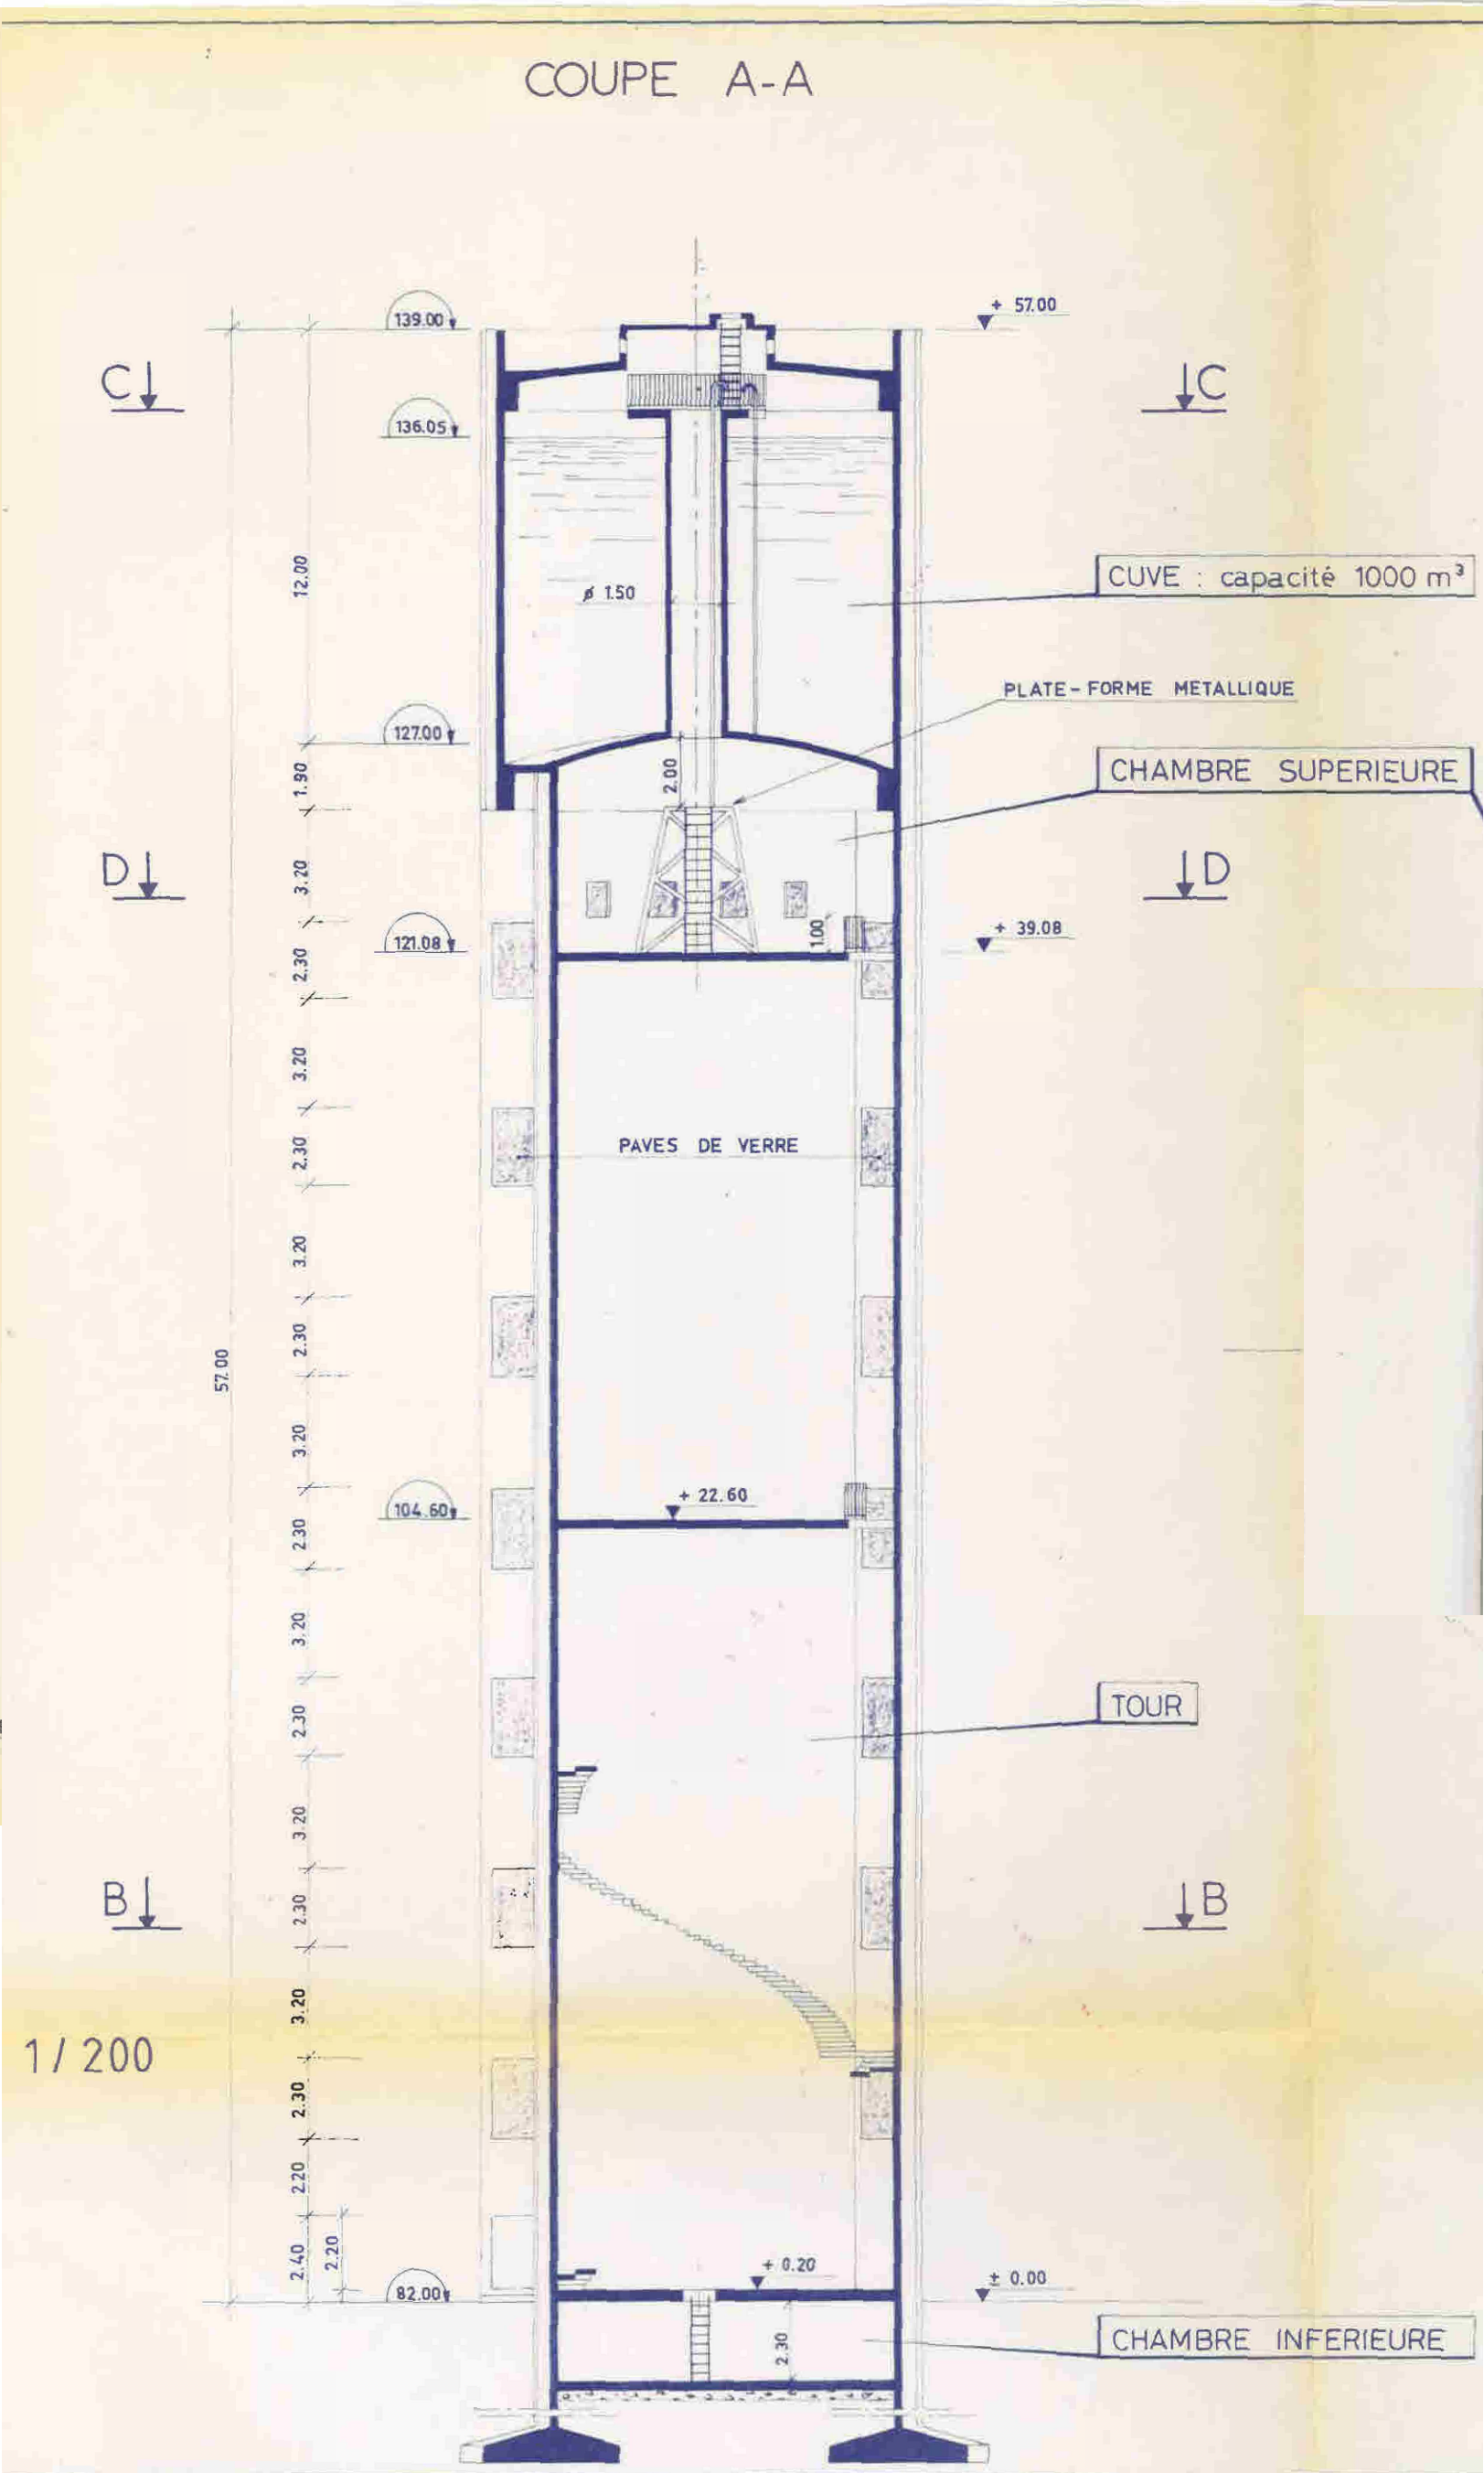 COUPE A-A
139.00
+ 57.00
C
C
136.05
12.00
ø 1.50
CUVE : capacité 1000 m³
PLATE-FORME METALLIQUE
127.00
1.90
2.00
CHAMBRE SUPERIEURE
D
D
3.20
121.08
1.00
+ 39.08
2.30
3.20
PAVES DE VERRE
2.30
3.20
2.30
57.00
3.20
104.60
+ 22.60
2.30
3.20
TOUR
2.30
3.20
B
B
2.30
3.20
1/200
2.30
2.20
2.40
2.20
82.00
+ 0.20
± 0.00
2.30
CHAMBRE INFERIEURE